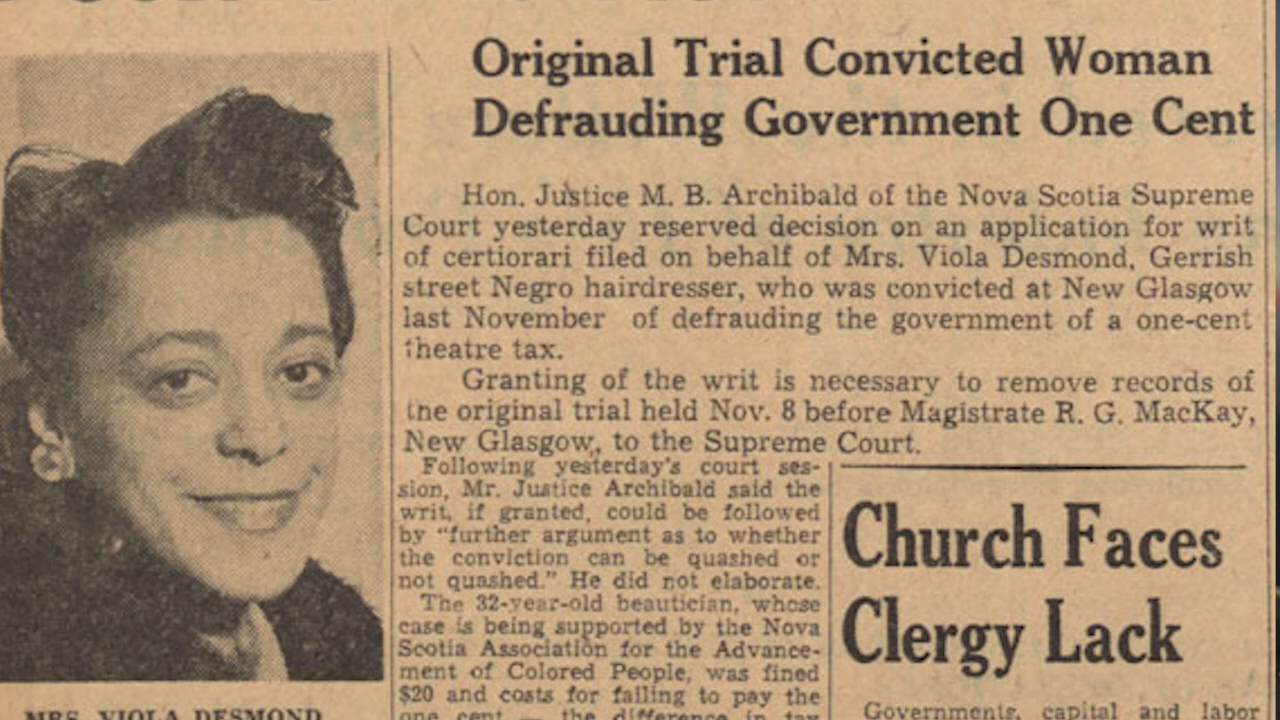 Original Trial Convicted Woman
Defrauding Government One Cent
Hon. Justice M. B. Archibald of the Nova Scotia Supreme
Court yesterday reserved decision on an application for writ
of certiorari filed on behalf of Mrs. Viola Desmond, Gerrish
street Negro hairdresser, who was convicted at New Glasgow
last November of defrauding the government of a one-cent
theatre tax.
Granting of the writ is necessary to remove records of
the original trial held Nov. 8 before Magistrate R. G. MacKay,
New Glasgow, to the Supreme Court.
Following yesterday's court ses-
sion, Mr. Justice Archibald said the
writ, if granted, could be followed
by "further argument as to whether
the conviction can be quashed or
not quashed." He did not elaborate.
The 32-year-old beautician, whose
case is being supported by the Nova
Scotia Association for the Advance-
ment of Colored People, was fined
$20 and costs for failing to pay the
one cent — the difference in tax
Church Faces
Clergy Lack
Governments, capital and labor
MRS. VIOLA DESMOND